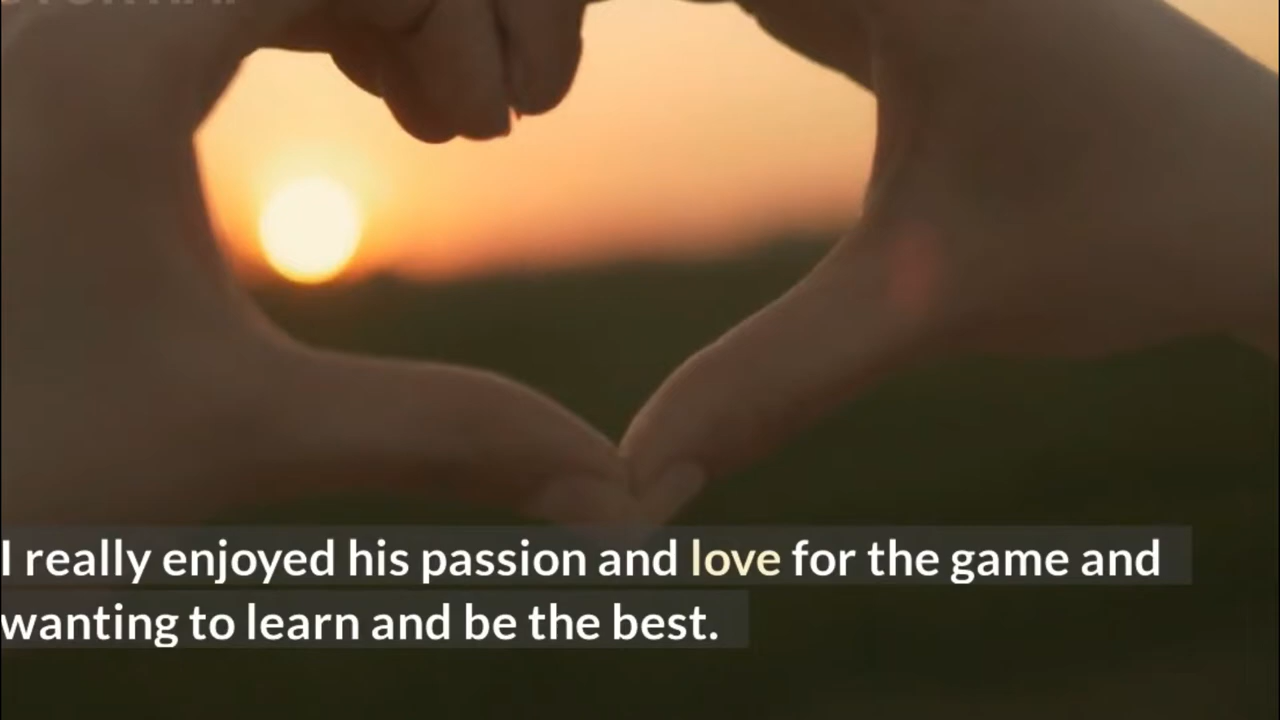 I really enjoyed his passion and love for the game and
wanting to learn and be the best.